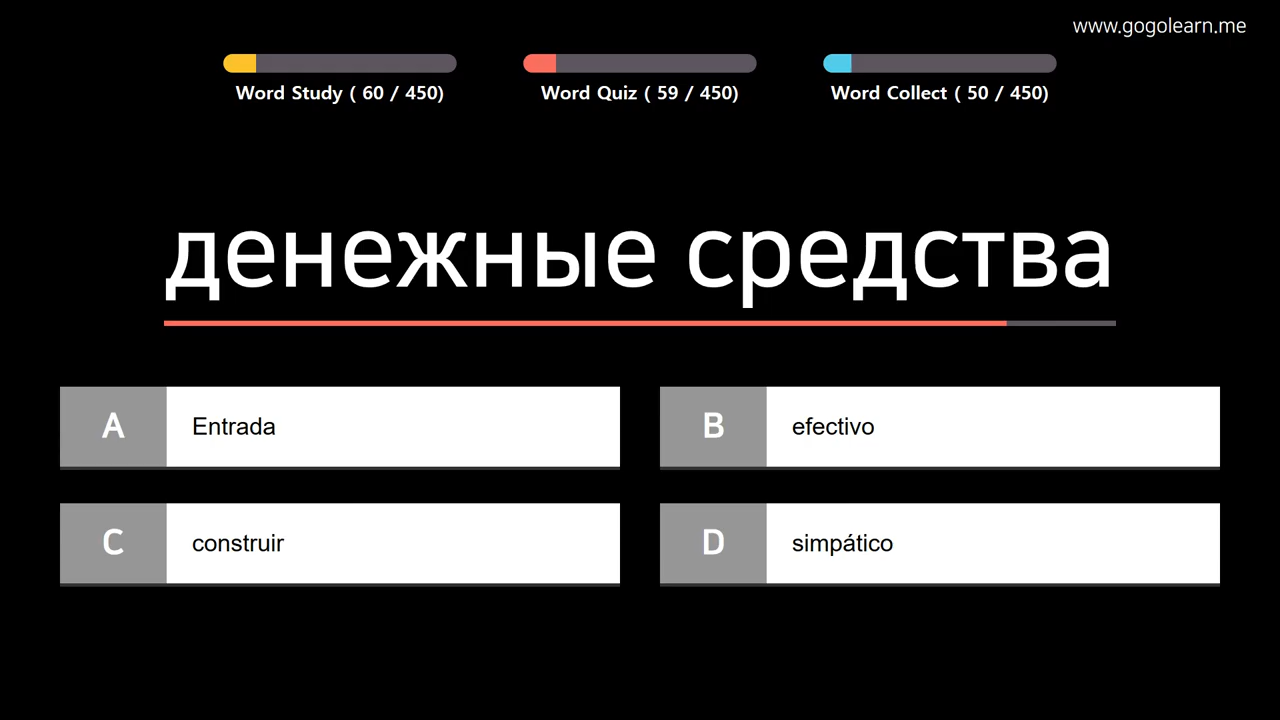 www.gogolearn.me
Word Study ( 60 / 450)
Word Quiz ( 59 / 450)
Word Collect ( 50 / 450)
денежные средства
A Entrada
B efectivo
C construir
D simpático